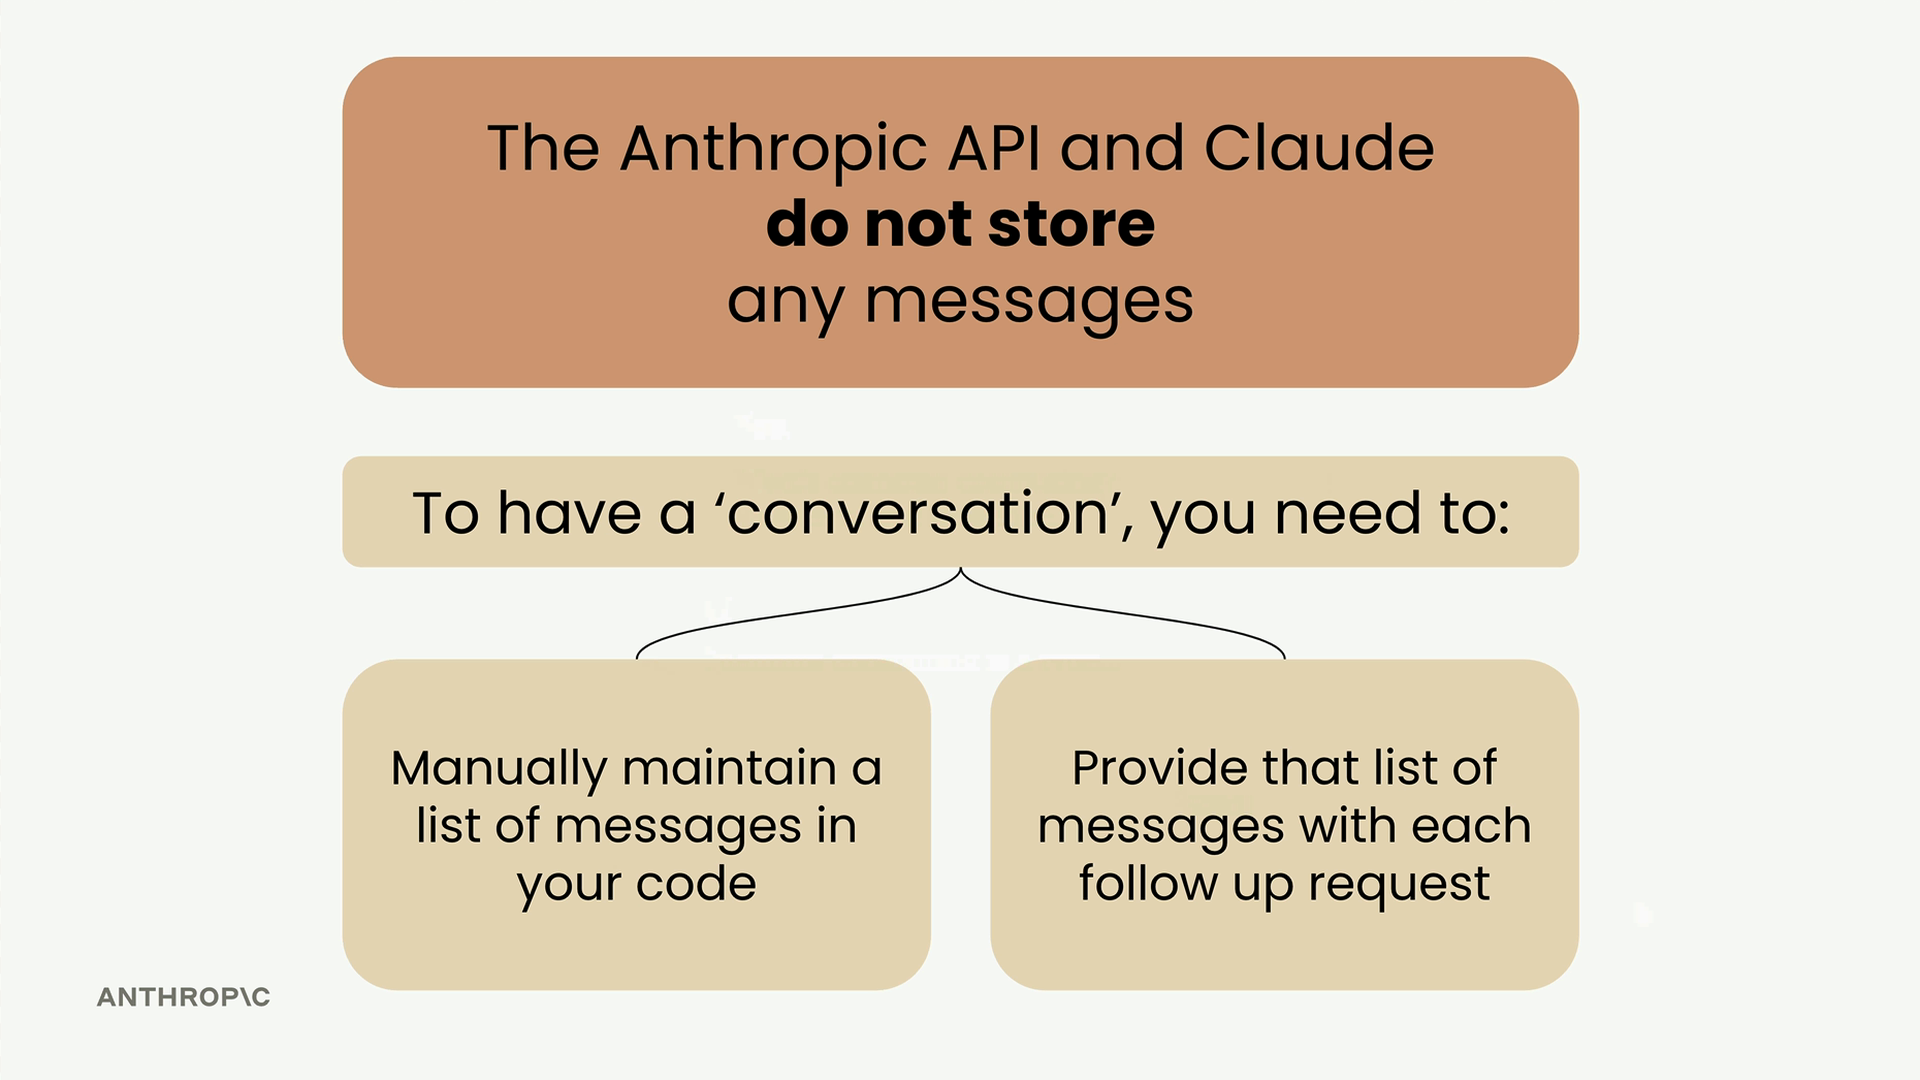 The Anthropic API and Claude
do not store
any messages
To have a ‘conversation’, you need to:
Manually maintain a
list of messages in
your code
Provide that list of
messages with each
follow up request
ANTHROP\C